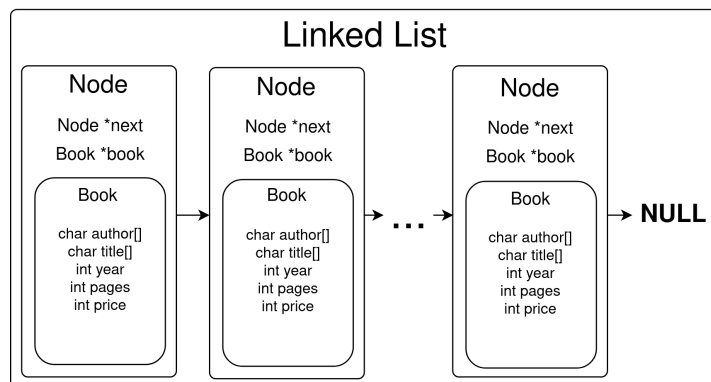 Linked List
Node
Node *next
Book *book
Book
char author[]
char title[]
int year
int pages
int price
Node
Node *next
Book *book
Book
char author[]
char title[]
int year
int pages
int price
...
Node
Node *next
Book *book
Book
char author[]
char title[]
int year
int pages
int price
NULL